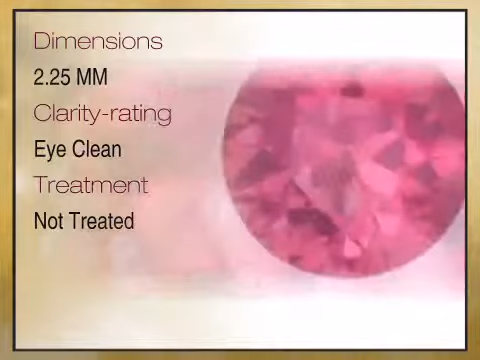 Dimensions
2.25 MM
Clarity-rating
Eye Clean
Treatment
Not Treated